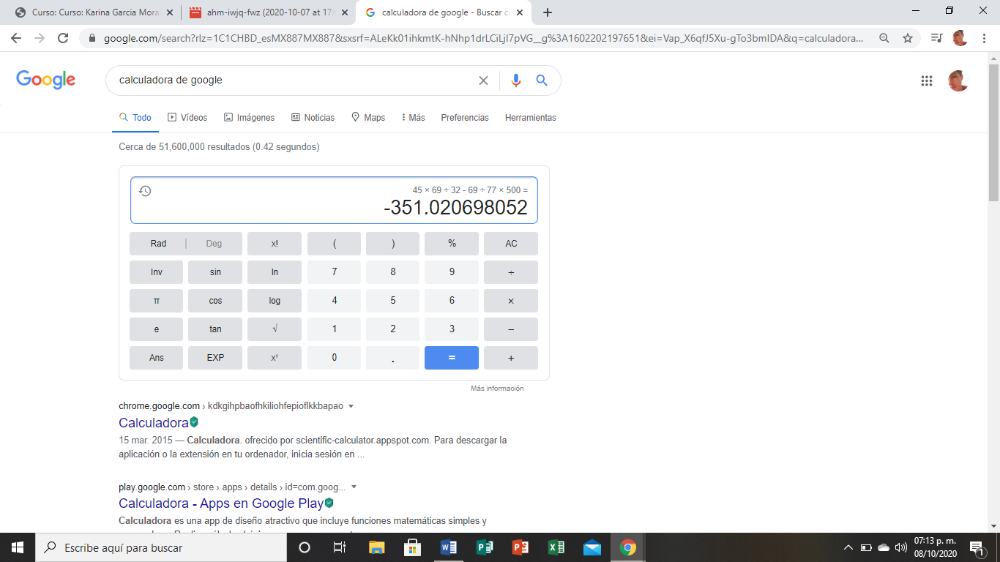 Curso: Curso: Karina Garcia Mora
ahm-iwjq-fwz (2020-10-07 at 17:
calculadora de google - Buscar c
google.com/search?rlz=1C1CHBD_esMX887MX887&sxsrf=ALeKk01ihkmtK-hNhp1drLCiLjI7pVG__g%3A1602202197651&ei=Vap_X6qfJ5Xu-gTo3bmIDA&q=calculadora...
Google
calculadora de google
Todo Vídeos Imágenes Noticias Maps Más Preferencias Herramientas
Cerca de 51,600,000 resultados (0.42 segundos)
45 × 69 ÷ 32 - 69 ÷ 77 × 500 =
-351.020698052
Rad | Deg x! ( ) % AC
Inv sin ln 7 8 9 ÷
π cos log 4 5 6 ×
e tan √ 1 2 3 –
Ans EXP Xʸ 0 . = +
Más información
chrome.google.com › kdkgihpbaofhkiliohfepioflkkbapao
Calculadora
15 mar. 2015 — Calculadora. ofrecido por scientific-calculator.appspot.com. Para descargar la
aplicación o la extensión en tu ordenador, inicia sesión en ...
play.google.com › store › apps › details › id=com.goog...
Calculadora - Apps en Google Play
Calculadora es una app de diseño atractivo que incluye funciones matemáticas simples y
Escribe aquí para buscar
07:13 p. m.
08/10/2020
1